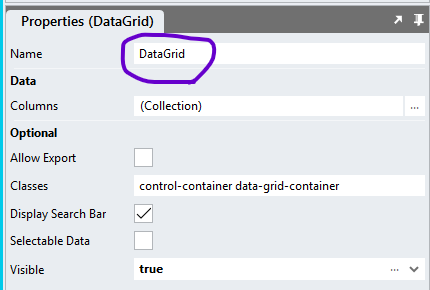 Properties (DataGrid)
Name DataGrid
Data
Columns (Collection) ...
Optional
Allow Export
Classes control-container data-grid-container
Display Search Bar
Selectable Data
Visible true ...